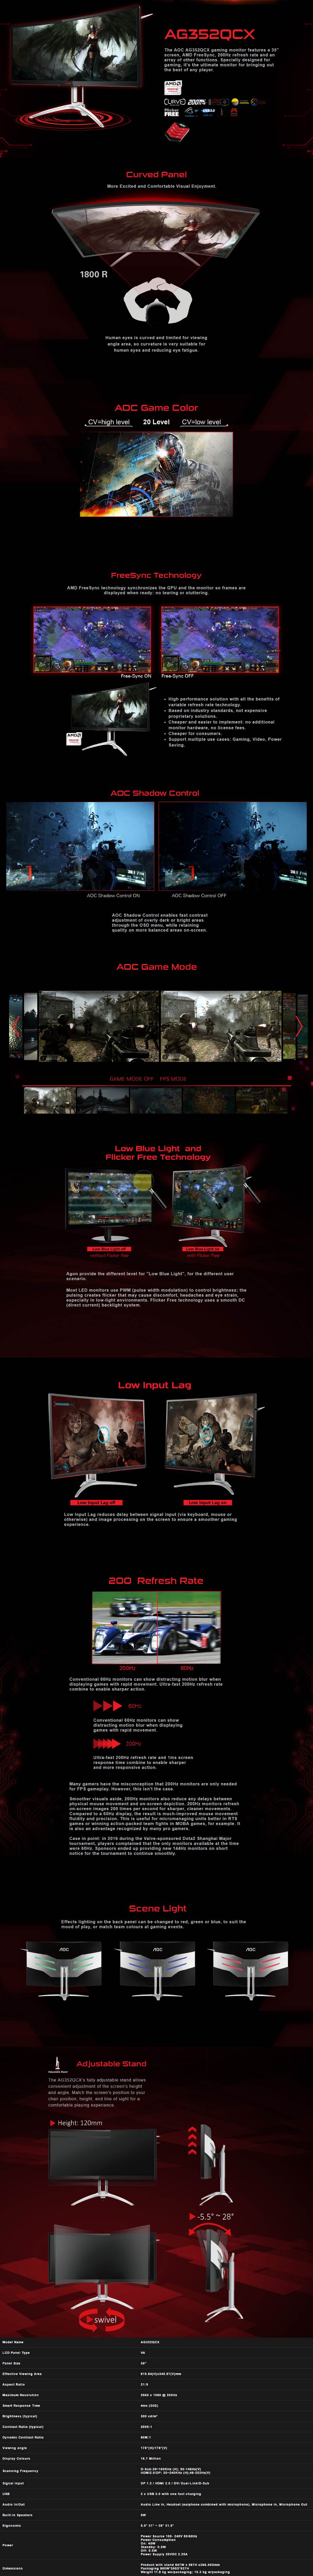 AG352QCX
The AOC AG352QCX gaming monitor features a 35"
screen, AMD FreeSync, 200Hz refresh rate and an
array of other functions. Specially designed for
gaming, it's the ultimate monitor for bringing out
the best of any player.
Curved Panel
More Excited and Comfortable Visual Enjoyment.
1800 R
Human eyes is curved and limited for viewing
angle area, so curvature is very suitable for
human eyes and reducing eye fatigue.
AOC Game Color
CV=high level 20 Level CV=low level
FreeSync Technology
AMD FreeSync technology synchronizes the GPU and the monitor so frames are
displayed when ready: no tearing or stuttering.
Free-Sync ON Free-Sync OFF
High performance solution with all the benefits of
variable refresh rate technology.
Based on industry standards, not expensive
proprietary solutions.
Cheaper and easier to implement: no additional
monitor hardware, no license fees.
Cheaper for consumers.
Support multiple use cases: Gaming, Video, Power
Saving.
AOC Shadow Control
AOC Shadow Control ON AOC Shadow Control OFF
AOC Shadow Control enables fast contrast
adjustment of overly dark or bright areas
through the OSD menu, while retaining
quality on more balanced areas on-screen.
AOC Game Mode
GAME MODE OFF FPS MODE
Low Blue Light and
Flicker Free Technology
Low Blue Light off Low Blue Light on
without Flicker-free with Flicker-Free
Agon provide the different level for "Low Blue Light", for the different user
scenario.
Most LED monitors use PWM (pulse width modulation) to control brightness; the
pulsing creates flicker that may cause discomfort, headaches and eye strain,
especially in low-light environments. Flicker Free technology uses a smooth DC
(direct current) backlight system.
Low Input Lag
Low Input Lag off Low Input Lag on
Low Input Lag reduces delay between signal input (via keyboard, mouse or
otherwise) and image processing on the screen to ensure a smoother gaming
experience.
200 Refresh Rate
200Hz 60Hz
Conventional 60Hz monitors can show distracting motion blur when
displaying games with rapid movement. Ultra-fast 200Hz refresh rate
combine to enable sharper action.
60Hz
Conventional 60Hz monitors can show
distracting motion blur when displaying
games with rapid movement.
200Hz
Ultra-fast 200Hz refresh rate and 1ms screen
response time combine to enable sharper
and more responsive action.
Many gamers have the misconception that 200Hz monitors are only needed
for FPS gameplay. However, this isn't the case.
Smoother visuals aside, 200Hz monitors also reduce any delays between
physical mouse movement and on-screen depiction. 200Hz monitors refresh
on-screen images 200 times per second for sharper, cleaner movements.
Compared to a 60Hz display, the result is much-improved mouse movement
fluidity and precision. This is useful for micromanaging units better in RTS
games or winning action-packed team fights in MOBA games, for example. It
is also an advantage recognised by many pro gamers.
Case in point: in 2016 during the Valve-sponsored Dota2 Shanghai Major
tournament, players complained that the only monitors available at the time
were 60Hz. Sponsors ended up providing new 144Hz monitors on short
notice for the tournament to continue smoothly.
Scene Light
Effects lighting on the back panel can be changed to red, green or blue, to suit the
mood of play, or match team colours at gaming events.
AOC AOC AOC
Adjustable Stand
The AG352QCX's fully adjustable stand allows
convenient adjustment of the screen's height
and angle. Match the screen's position to your
chair position, height, and line of sight for a
comfortable playing experience.
Height: 120mm
-5.5° ~ 28°
swivel
Model Name AG352QCX
LCD Panel Type VA
Panel Size 35"
Effective Viewing Area
Aspect Ratio 21:9
Maximum Resolution 2560 x 1080 @ 200Hz
Smart Response Time 4ms (GtG)
Brightness (typical) 300 cd/m²
Contrast Ratio (typical) 2000:1
Dynamic Contrast Ratio 50M:1
Viewing angle 178°(H)/178°(V)
Display Colours 16.7 Million
Scanning Frequency
Signal Input
USB
Audio In/Out
Built-in Speakers 5W
Ergonomics
Power
Dimensions